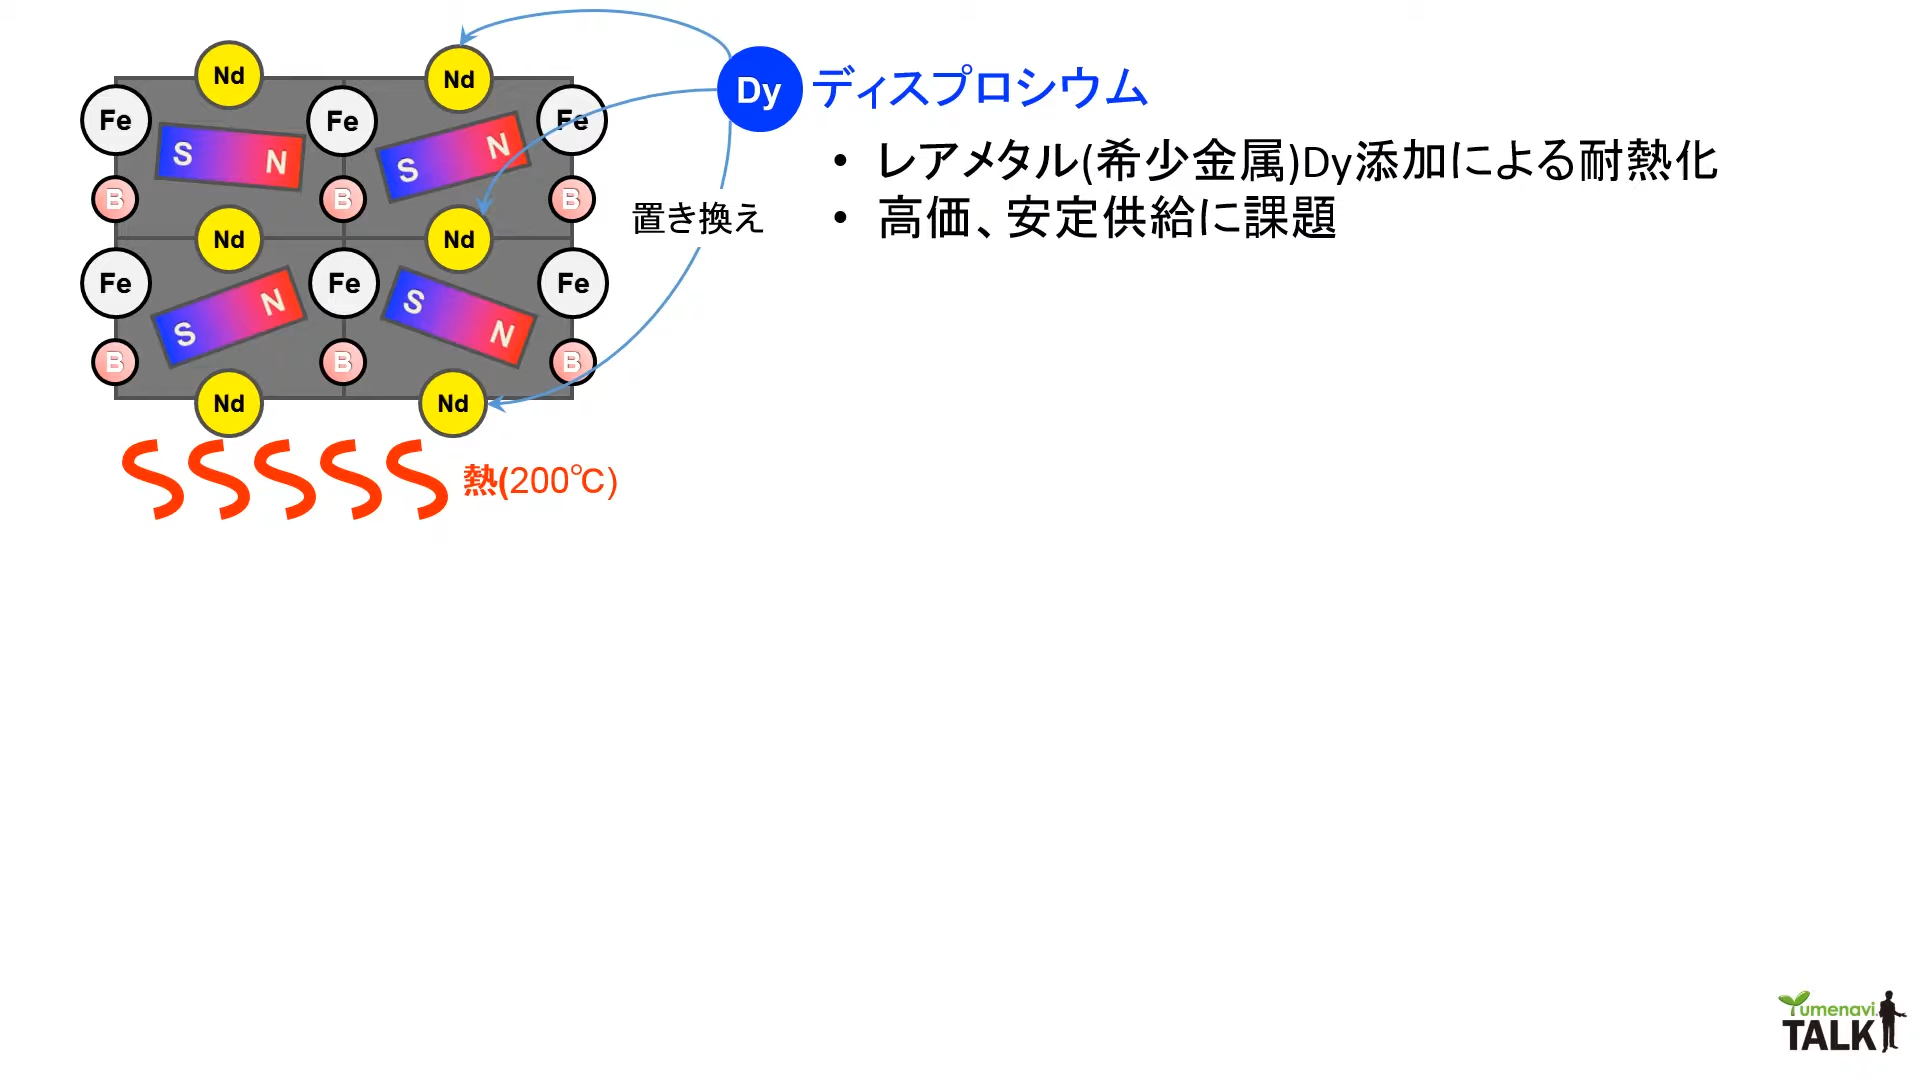 Nd
Nd
Dy ディスプロシウム
Fe
Fe
Fe
S N
S N
• レアメタル(希少金属)Dy添加による耐熱化
B
B
B
置き換え
• 高価、安定供給に課題
Nd
Nd
Fe
Fe
Fe
S N
S N
B
B
B
Nd
Nd
熱(200℃)
Yumenavi
TALK